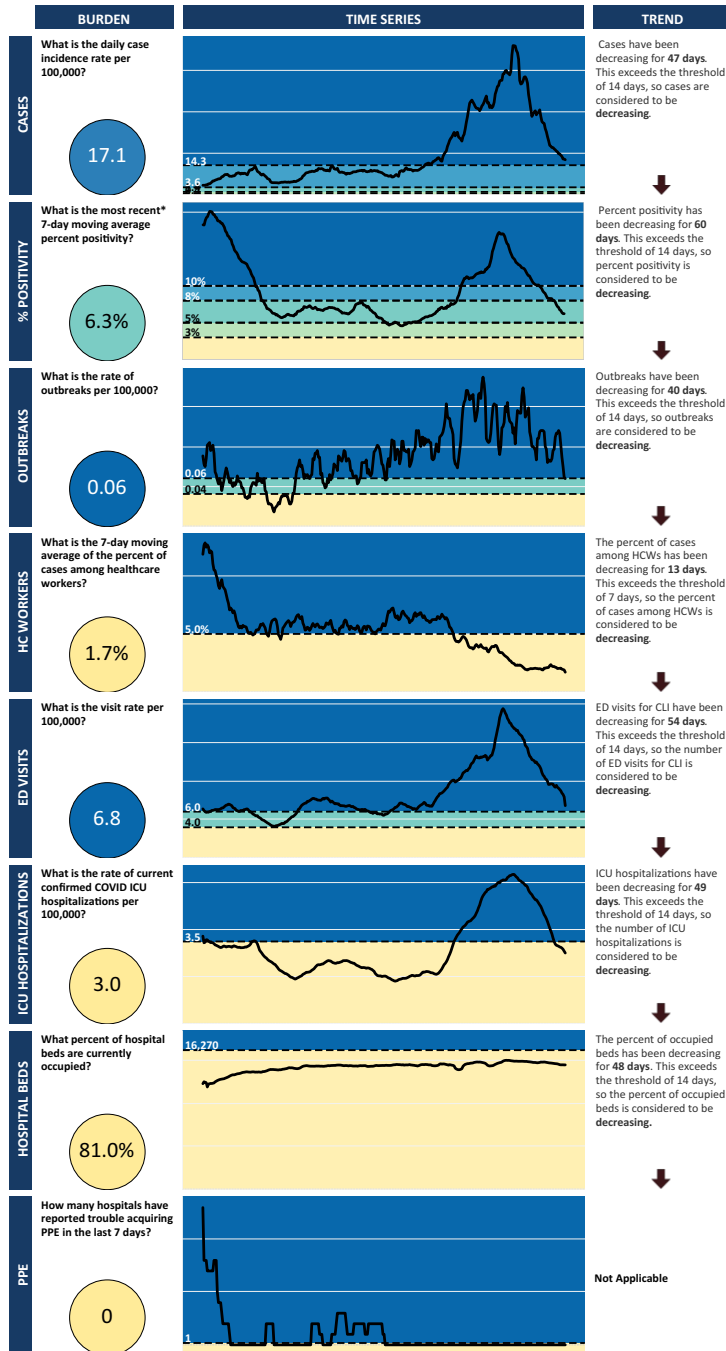 BURDEN
TIME SERIES
TREND
CASES
What is the daily case
incidence rate per
100,000?
17.1
14.3
3.6
Cases have been
decreasing for 47 days.
This exceeds the threshold
of 14 days, so cases are
considered to be
decreasing.
% POSITIVITY
What is the most recent*
7-day moving average
percent positivity?
6.3%
10%
8%
5%
3%
Percent positivity has
been decreasing for 60
days. This exceeds the
threshold of 14 days, so
percent positivity is
considered to be
decreasing.
OUTBREAKS
What is the rate of
outbreaks per 100,000?
0.06
0.06
0.04
Outbreaks have been
decreasing for 40 days.
This exceeds the threshold
of 14 days, so outbreaks
are considered to be
decreasing.
HC WORKERS
What is the 7-day moving
average of the percent of
cases among healthcare
workers?
1.7%
5.0%
The percent of cases
among HCWs has been
decreasing for 13 days.
This exceeds the threshold
of 7 days, so the percent
of cases among HCWs is
considered to be
decreasing.
ED VISITS
What is the visit rate per
100,000?
6.8
6.0
4.0
ED visits for CLI have been
decreasing for 54 days.
This exceeds the threshold
of 14 days, so the number
of ED visits for CLI is
considered to be
decreasing.
ICU HOSPITALIZATIONS
What is the rate of current
confirmed COVID ICU
hospitalizations per
100,000?
3.0
3.5
ICU hospitalizations have
been decreasing for 49
days. This exceeds the
threshold of 14 days, so
the number of ICU
hospitalizations is
considered to be
decreasing.
HOSPITAL BEDS
What percent of hospital
beds are currently
occupied?
81.0%
16,270
The percent of occupied
beds has been decreasing
for 48 days. This exceeds
the threshold of 14 days,
so the percent of occupied
beds is considered to be
decreasing.
PPE
How many hospitals have
reported trouble acquiring
PPE in the last 7 days?
0
1
Not Applicable